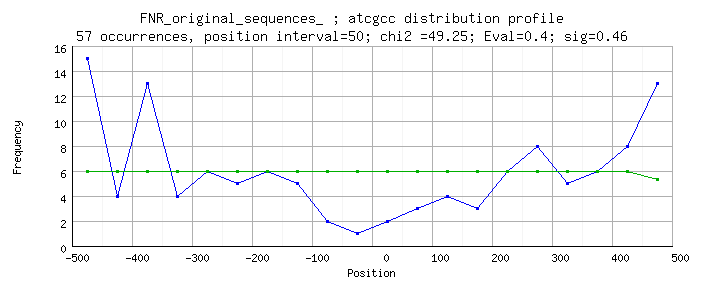 FNR_original_sequences_ ; atcgcc distribution profile
57 occurrences, position interval=50; chi2 =49.25; Eval=0.4; sig=0.46
16
14
12
10
8
6
4
2
0
Frequency
-500 -400 -300 -200 -100 0 100 200 300 400 500
Position